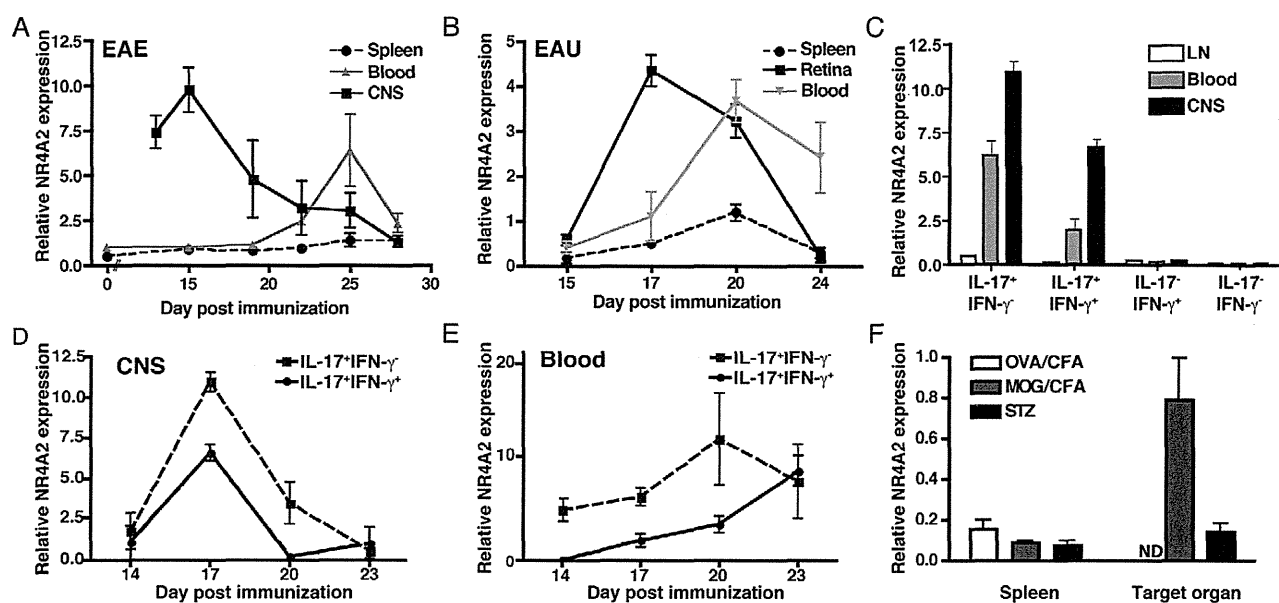 A
EAE
Relative NR4A2 expression
12.5
10.0
7.5
5.0
2.5
0.0
Spleen
Blood
CNS
0 15 20 25 30
Day post immunization
B
EAU
Relative NR4A2 expression
5
4
3
2
1
0
Spleen
Retina
Blood
15 17 20 24
Day post immunization
C
Relative NR4A2 expression
12.5
10.0
7.5
5.0
2.5
0.0
LN
Blood
CNS
IL-17⁺ IL-17⁺ IL-17⁻ IL-17⁻
IFN-γ⁻ IFN-γ⁺ IFN-γ⁺ IFN-γ⁻
D
CNS
Relative NR4A2 expression
12.5
10.0
7.5
5.0
2.5
0.0
IL-17⁺IFN-γ⁻
IL-17⁺IFN-γ⁺
14 17 20 23
Day post immunization
E
Blood
Relative NR4A2 expression
20
10
0
IL-17⁺IFN-γ⁻
IL-17⁺IFN-γ⁺
14 17 20 23
Day post immunization
F
Relative NR4A2 expression
1.0
0.8
0.6
0.4
0.2
0.0
OVA/CFA
MOG/CFA
STZ
ND
Spleen Target organ